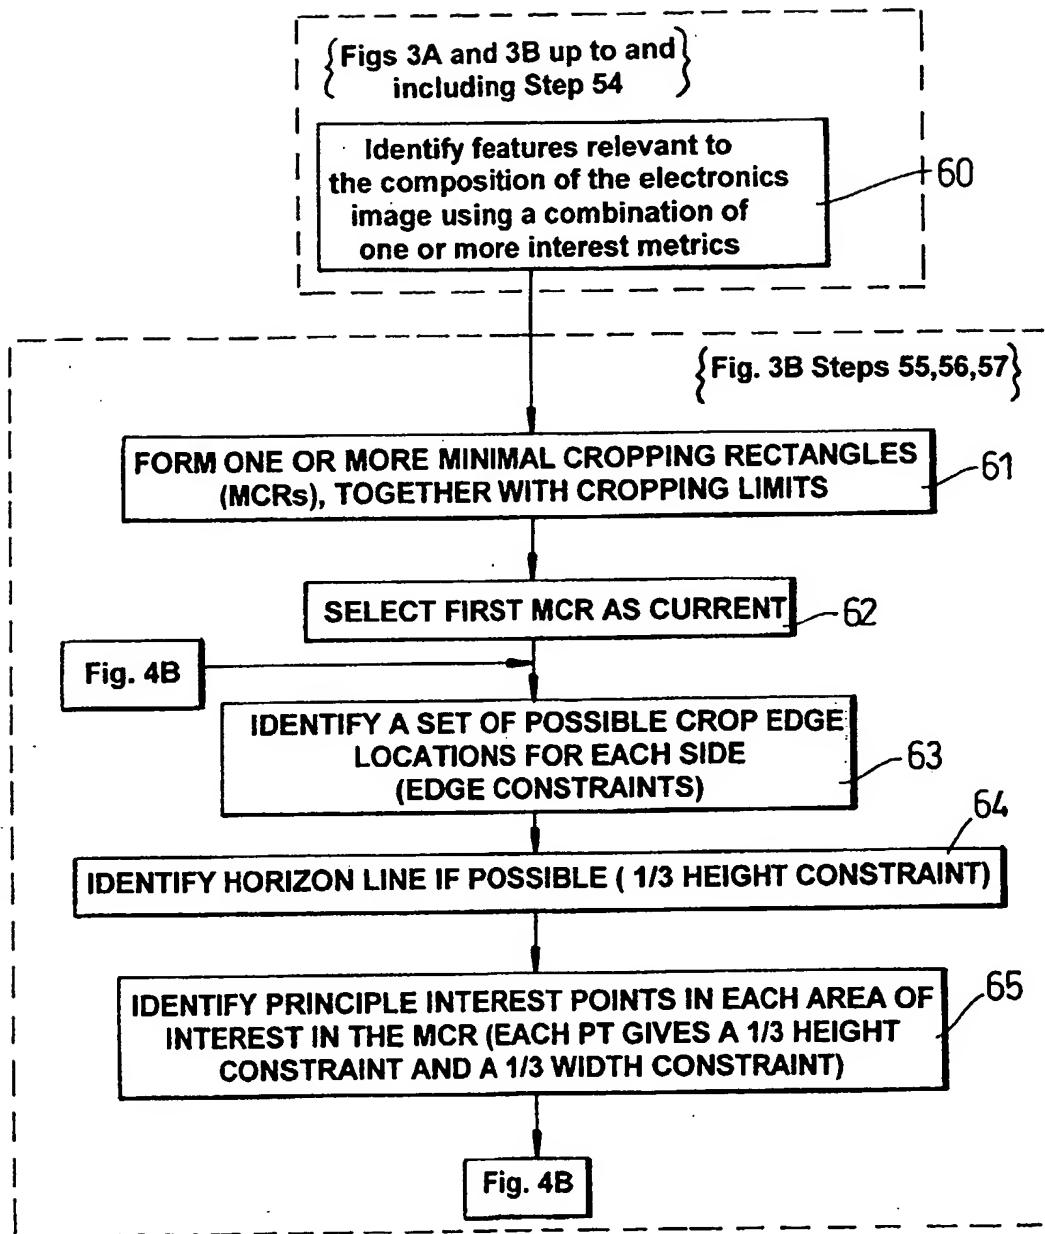 {Figs 3A and 3B up to and
including Step 54}
Identify features relevant to
the composition of the electronics
image using a combination of
one or more interest metrics
60
{Fig. 3B Steps 55,56,57}
FORM ONE OR MORE MINIMAL CROPPING RECTANGLES
(MCRs), TOGETHER WITH CROPPING LIMITS
61
SELECT FIRST MCR AS CURRENT
62
Fig. 4B
IDENTIFY A SET OF POSSIBLE CROP EDGE
LOCATIONS FOR EACH SIDE
(EDGE CONSTRAINTS)
63
64
IDENTIFY HORIZON LINE IF POSSIBLE ( 1/3 HEIGHT CONSTRAINT)
IDENTIFY PRINCIPLE INTEREST POINTS IN EACH AREA OF
INTEREST IN THE MCR (EACH PT GIVES A 1/3 HEIGHT
CONSTRAINT AND A 1/3 WIDTH CONSTRAINT)
65
Fig. 4B